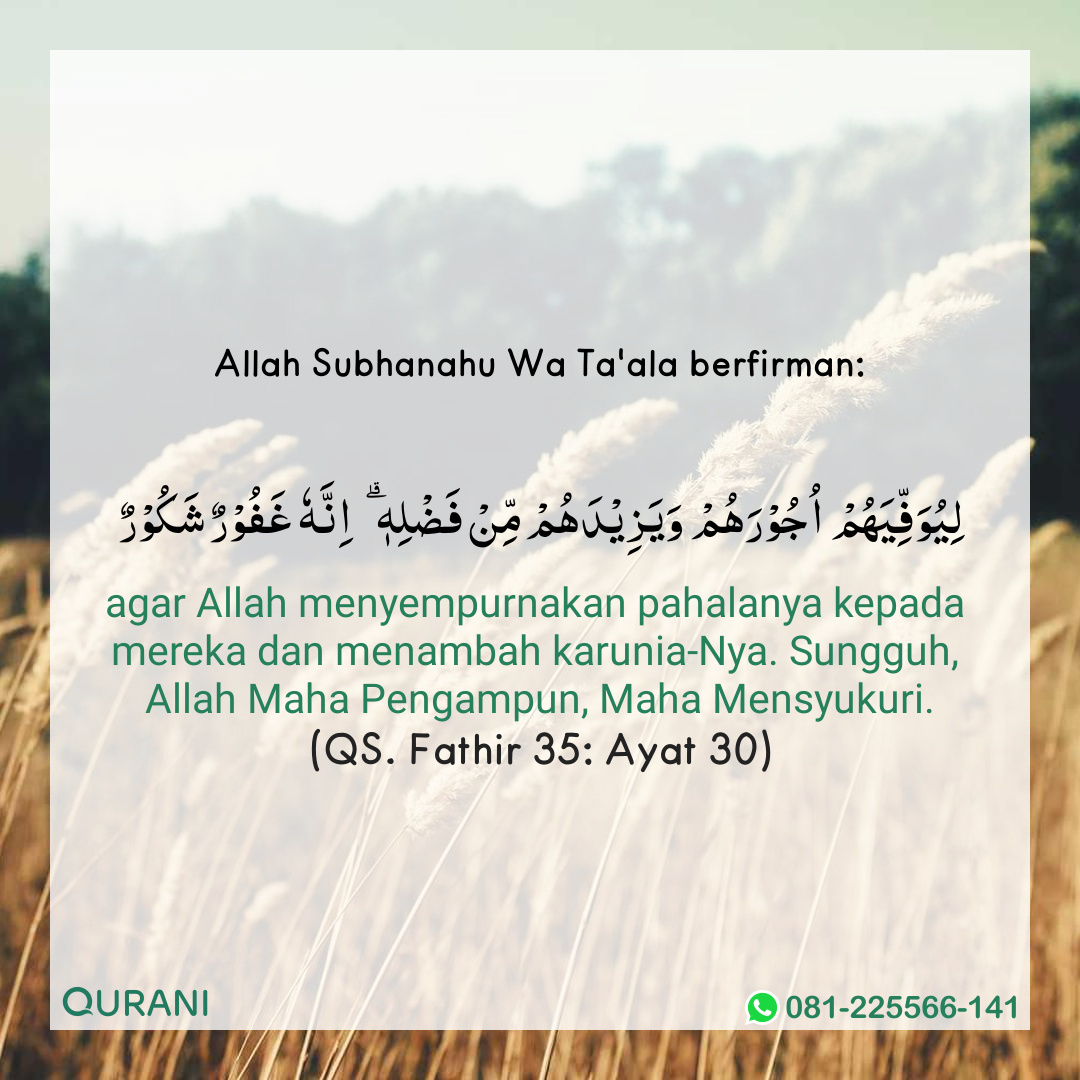 Allah Subhanahu Wa Ta'ala berfirman:
لِيُوَفِّيَهُمْ اُجُوْرَهُمْ وَيَزِيْدَهُمْ مِّنْ فَضْلِهٖۗ اِنَّهٗ غَفُوْرٌ شَكُوْرٌ
agar Allah menyempurnakan pahalanya kepada
mereka dan menambah karunia-Nya. Sungguh,
Allah Maha Pengampun, Maha Mensyukuri.
(QS. Fathir 35: Ayat 30)
QURANI
081-225566-141